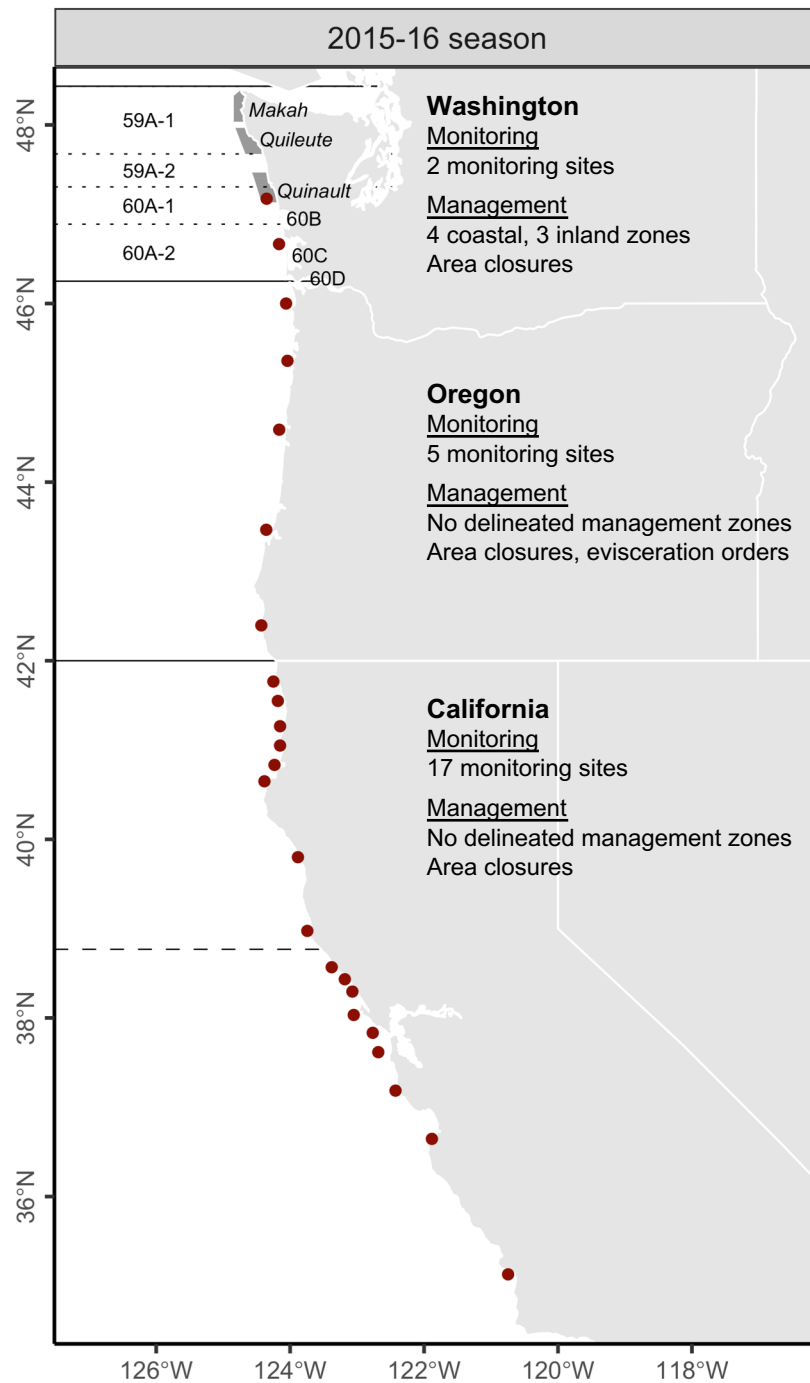 2015-16 season
48°N
46°N
44°N
42°N
40°N
38°N
36°N
59A-1
59A-2
60A-1
60A-2
Makah
Quileute
Quinault
60B
60C
60D
Washington
Monitoring
2 monitoring sites
Management
4 coastal, 3 inland zones
Area closures
Oregon
Monitoring
5 monitoring sites
Management
No delineated management zones
Area closures, evisceration orders
California
Monitoring
17 monitoring sites
Management
No delineated management zones
Area closures
126°W
124°W
122°W
120°W
118°W